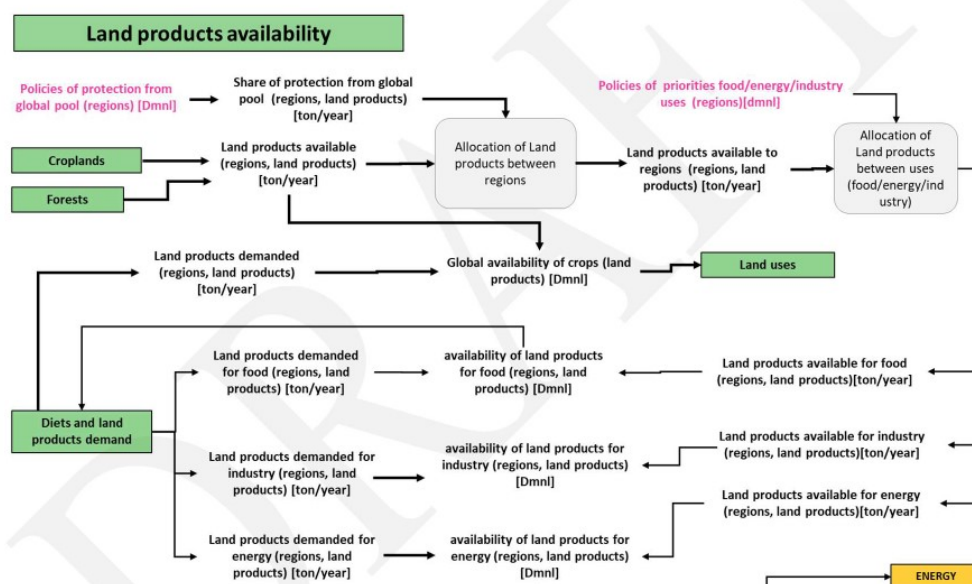 Land products availability
Policies of protection from
global pool (regions) [Dmnl]
Share of protection from global
pool (regions, land products)
[ton/year]
Policies of priorities food/energy/industry
uses (regions)[dmnl]
Croplands
Forests
Land products available
(regions, land products)
[ton/year]
Allocation of Land
products between
regions
Land products available to
regions (regions, land
products) [ton/year]
Allocation of
Land products
between uses
(food/energy/ind
ustry)
Land products demanded
(regions, land products)
[ton/year]
Global availability of crops (land
products) [Dmnl]
Land uses
Land products demanded
for food (regions, land
products) [ton/year]
availability of land products
for food (regions, land
products) [Dmnl]
Land products available for food
(regions, land products)[ton/year]
Diets and land
products demand
Land products demanded for
industry (regions, land
products) [ton/year]
availability of land products for
industry (regions, land products)
[Dmnl]
Land products available for industry
(regions, land products)[ton/year]
Land products demanded for
energy (regions, land
products) [ton/year]
availability of land products for
energy (regions, land products)
[Dmnl]
Land products available for energy
(regions, land products)[ton/year]
ENERGY
DRAFT